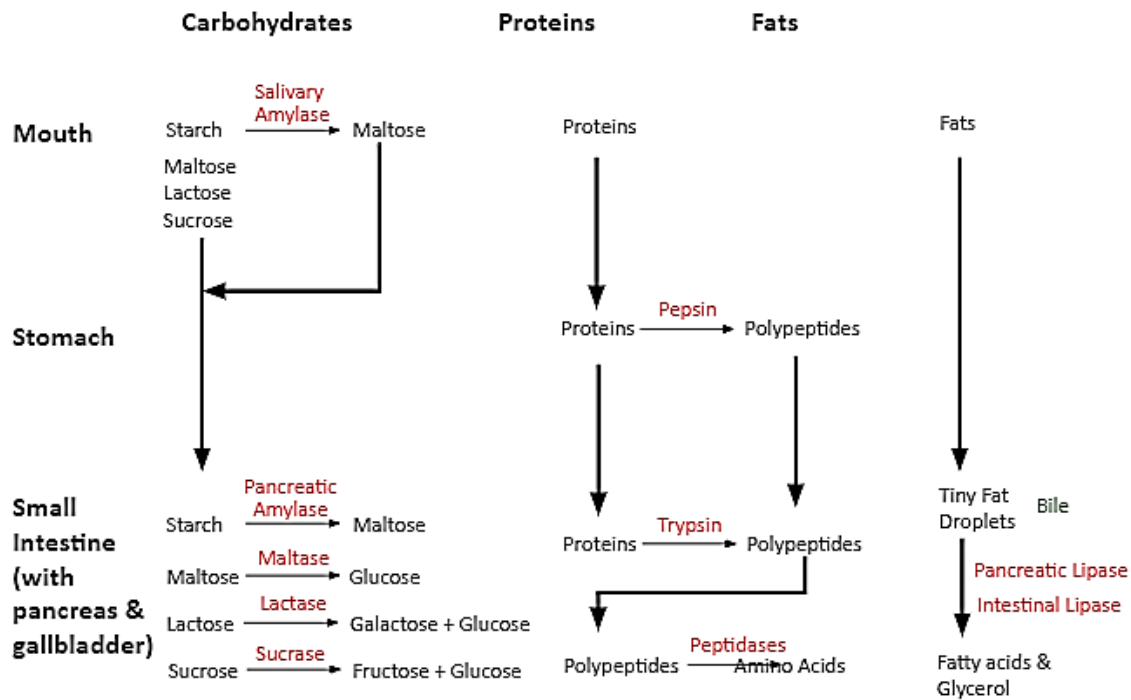 Carbohydrates Proteins Fats
Salivary
Amylase
Mouth Starch Maltose Proteins Fats
Maltose
Lactose
Sucrose
Stomach Proteins Pepsin Polypeptides
Small
Intestine
(with
pancreas &
gallbladder)
Pancreatic
Amylase
Starch Maltose
Maltose Maltase Glucose
Lactose Lactase Galactose + Glucose
Sucrose Sucrase Fructose + Glucose
Proteins Trypsin Polypeptides
Polypeptides Peptidases Amino Acids
Tiny Fat
Droplets
Bile
Pancreatic Lipase
Intestinal Lipase
Fatty acids &
Glycerol